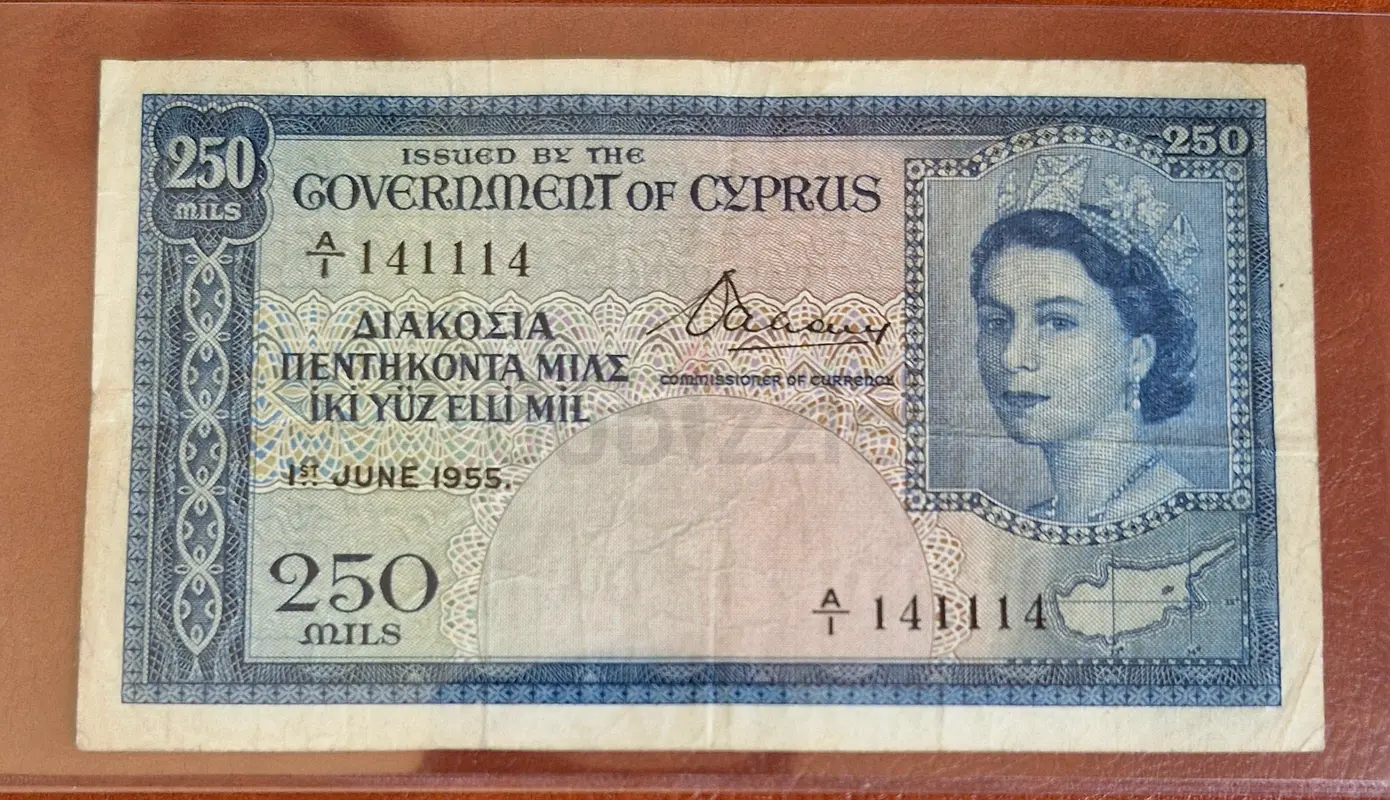 250
MILS
ISSUED BY THE
GOVERNMENT OF CYPRUS
250
A/1 141114
ΔΙΑΚΟΣΙΑ
ΠΕΝΤΗΚΟΝΤΑ ΜΙΛΣ
İKİ YÜZ ELLİ MİL
COMMISSIONER OF CURRENCY
1ST JUNE 1955.
250
MILS
A/1 141114